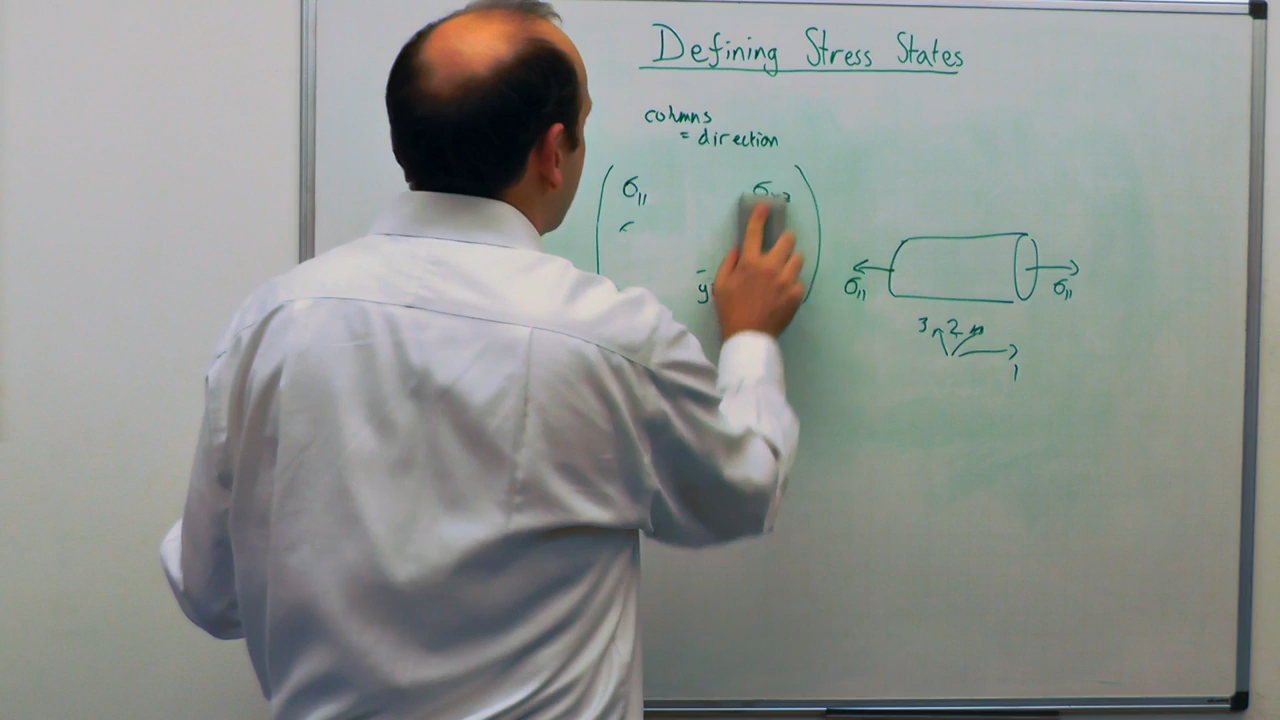 Defining Stress States
columns
= direction
σ11
σ11 σ11
3 2
1